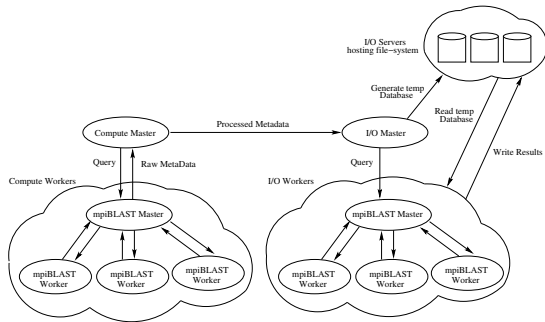 I/O Servers
hosting file-system
Generate temp
Database
Read temp
Database
Write Results
Processed Metadata
Compute Master
I/O Master
Query
Raw MetaData
Query
Compute Workers
I/O Workers
mpiBLAST Master
mpiBLAST Master
mpiBLAST
Worker
mpiBLAST
Worker
mpiBLAST
Worker
mpiBLAST
Worker
mpiBLAST
Worker
mpiBLAST
Worker